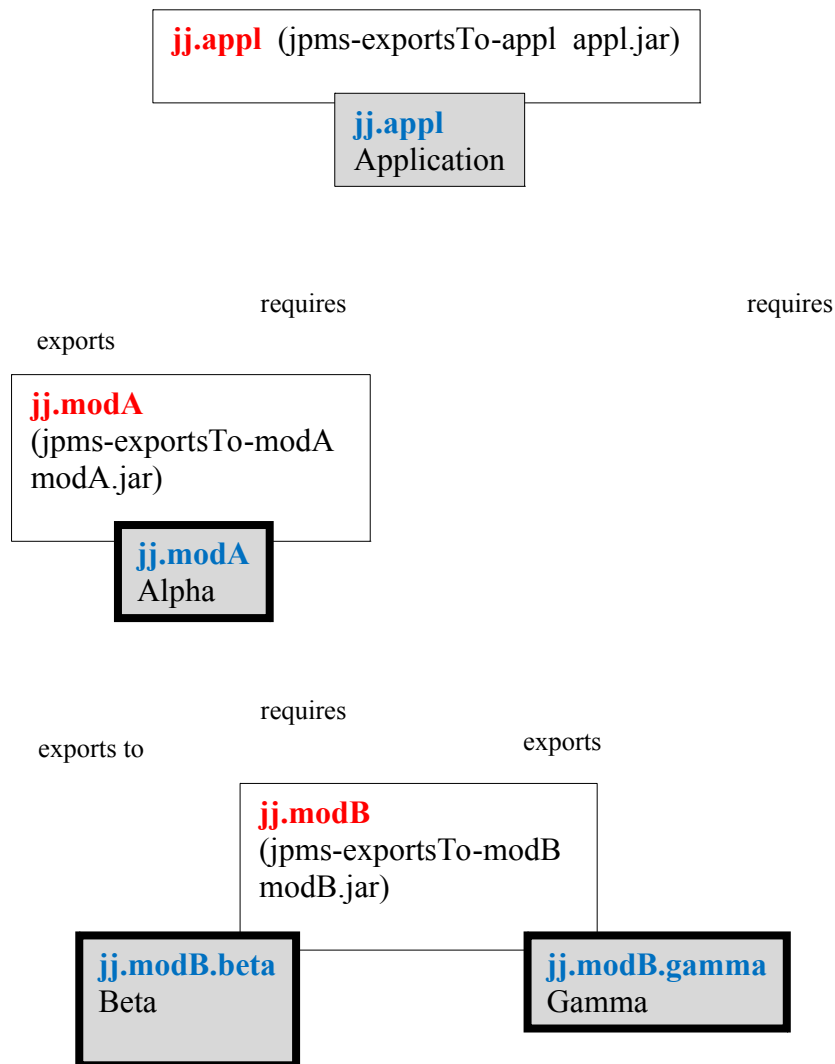 jj.appl (jpms-exportsTo-appl appl.jar)
jj.appl
Application
requires
requires
exports
jj.modA
(jpms-exportsTo-modA
modA.jar)
jj.modA
Alpha
requires
exports to
exports
jj.modB
(jpms-exportsTo-modB
modB.jar)
jj.modB.beta
Beta
jj.modB.gamma
Gamma